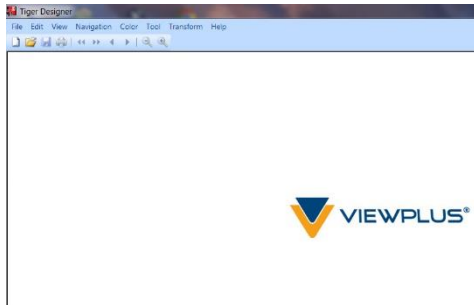 Tiger Designer
File Edit View Navigation Color Tool Transform Help
VIEWPLUS®